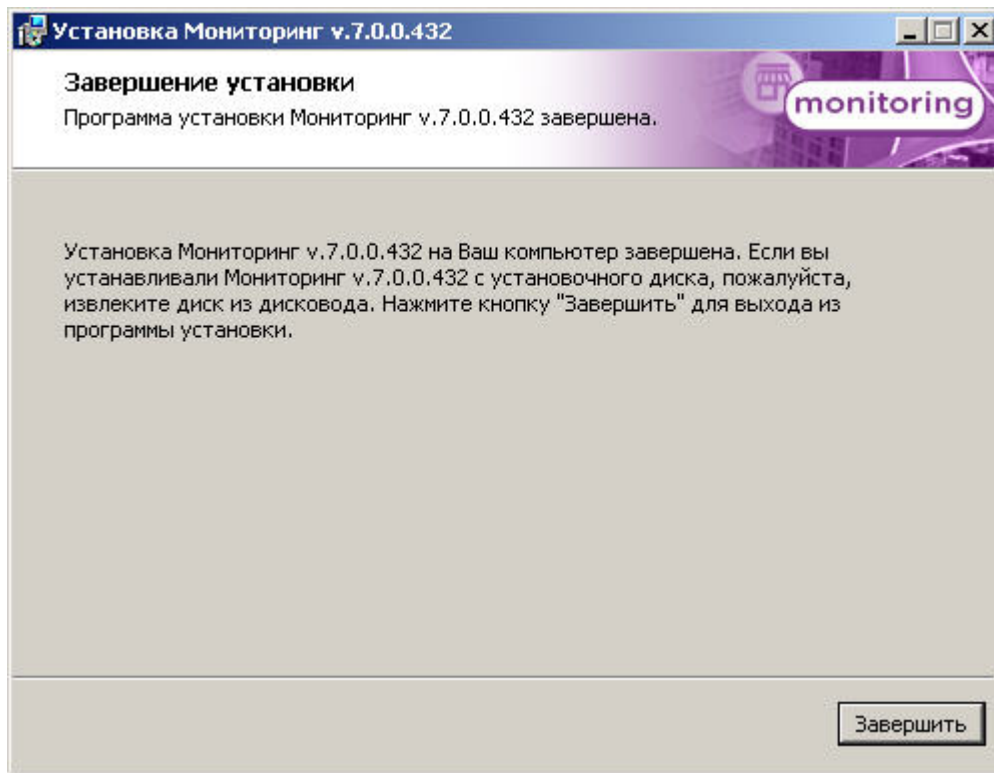 Установка Мониторинг v.7.0.0.432
Завершение установки
Программа установки Мониторинг v.7.0.0.432 завершена.
monitoring
Установка Мониторинг v.7.0.0.432 на Ваш компьютер завершена. Если вы
устанавливали Мониторинг v.7.0.0.432 с установочного диска, пожалуйста,
извлеките диск из дисковода. Нажмите кнопку "Завершить" для выхода из
программы установки.
Завершить